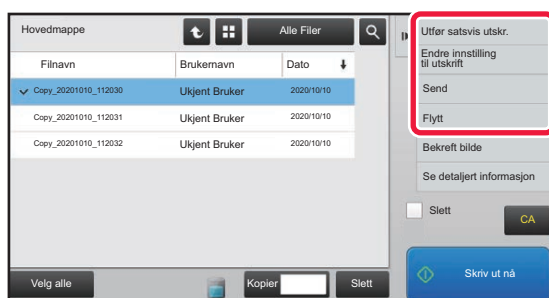 Hovedmappe
Alle Filer
Filnavn
Brukernavn
Dato
Copy_20201010_112030
Ukjent Bruker
2020/10/10
Copy_20201010_112031
Ukjent Bruker
2020/10/10
Copy_20201010_112032
Ukjent Bruker
2020/10/10
Velg alle
Kopier
Slett
Utfør satsvis utskr.
Endre innstilling
til utskrift
Send
Flytt
Bekreft bilde
Se detaljert informasjon
Slett
CA
Skriv ut nå